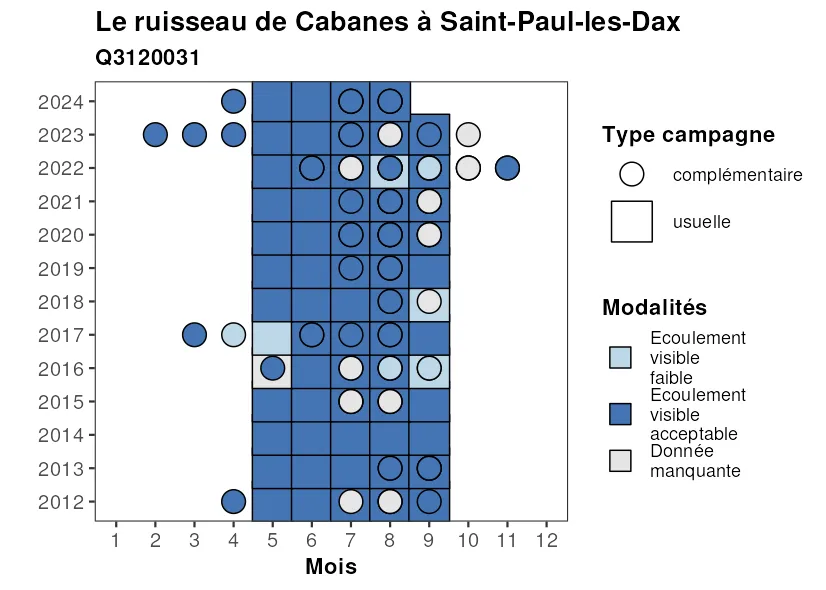 Le ruisseau de Cabanes à Saint-Paul-les-Dax
Q3120031
2024
2023
2022
2021
2020
2019
2018
2017
2016
2015
2014
2013
2012
1 2 3 4 5 6 7 8 9 10 11 12
Mois
Type campagne
complémentaire
usuelle
Modalités
Ecoulement
visible
faible
Ecoulement
visible
acceptable
Donnée
manquante